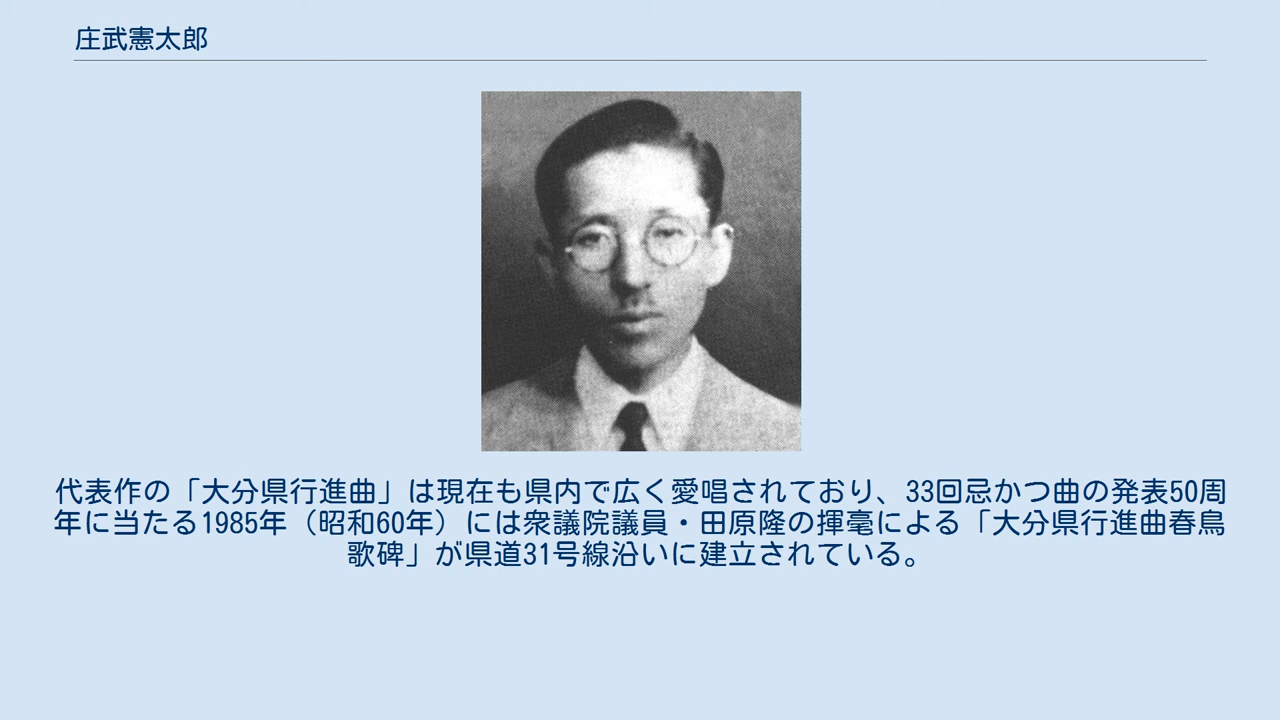 庄武憲太郎
代表作の「大分県行進曲」は現在も県内で広く愛唱されており、33回忌かつ曲の発表50周
年に当たる1985年（昭和60年）には衆議院議員・田原隆の揮毫による「大分県行進曲春鳥
歌碑」が県道31号線沿いに建立されている。